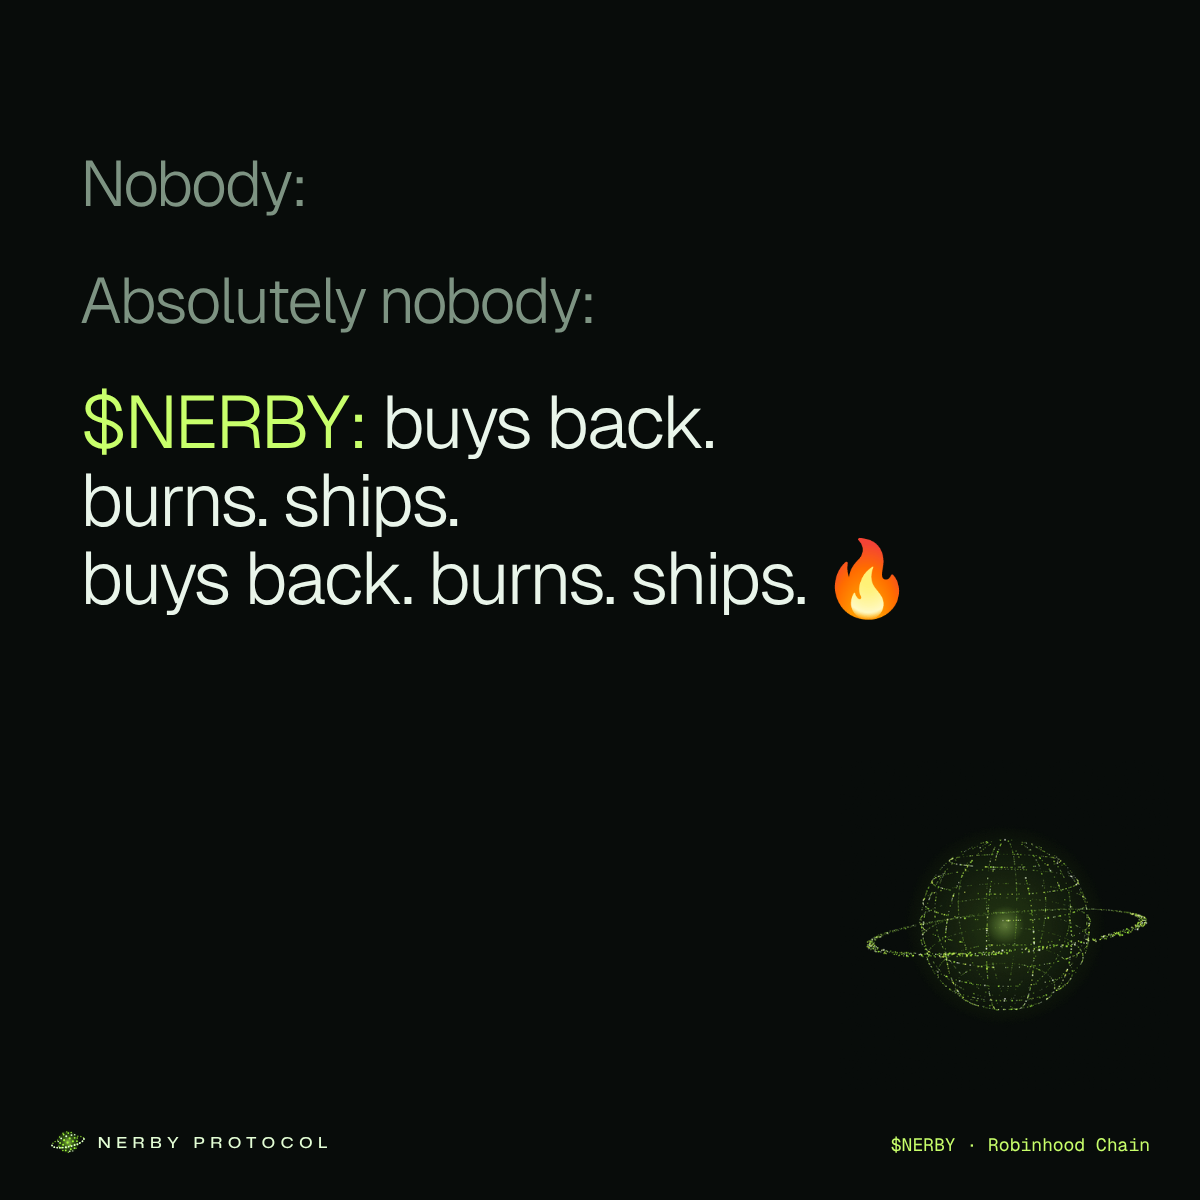 Nobody:
Absolutely nobody:
$NERBY: buys back.
burns. ships.
buys back. burns. ships. 🔥
NERBY PROTOCOL
$NERBY · Robinhood Chain